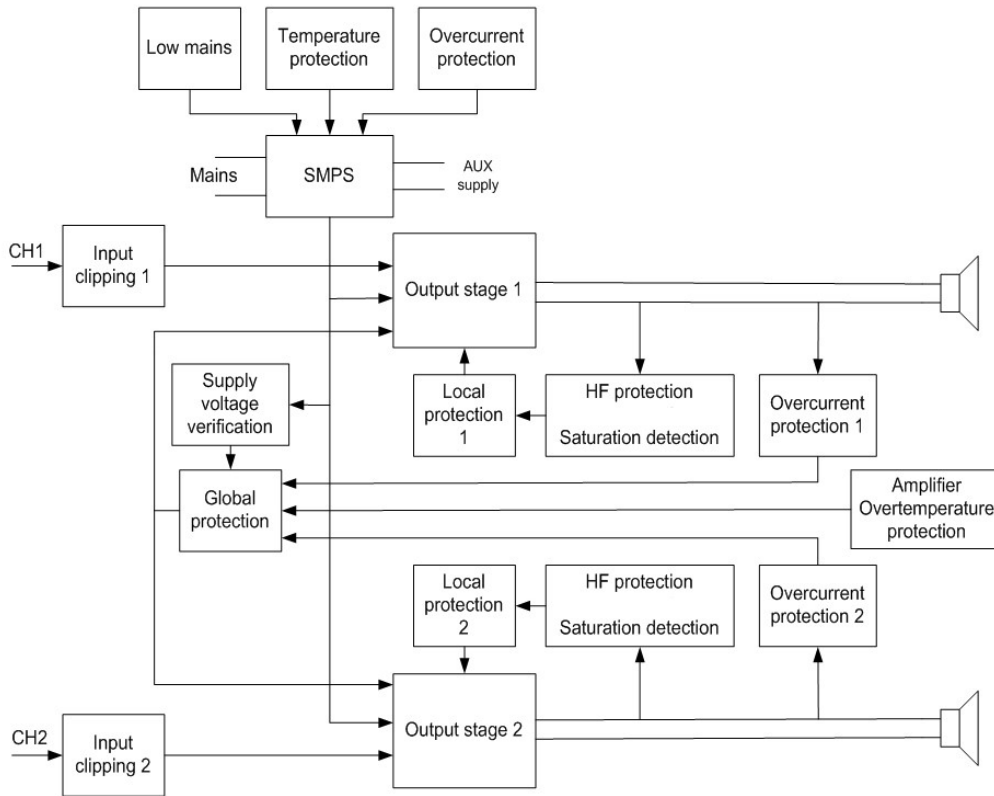 Low mains
Temperature
protection
Overcurrent
protection
Mains
SMPS
AUX
supply
CH1
Input
clipping 1
Output stage 1
Supply
voltage
verification
Local
protection
1
HF protection
Saturation detection
Overcurrent
protection 1
Global
protection
Amplifier
Overtemperature
protection
Local
protection
2
HF protection
Saturation detection
Overcurrent
protection 2
CH2
Input
clipping 2
Output stage 2